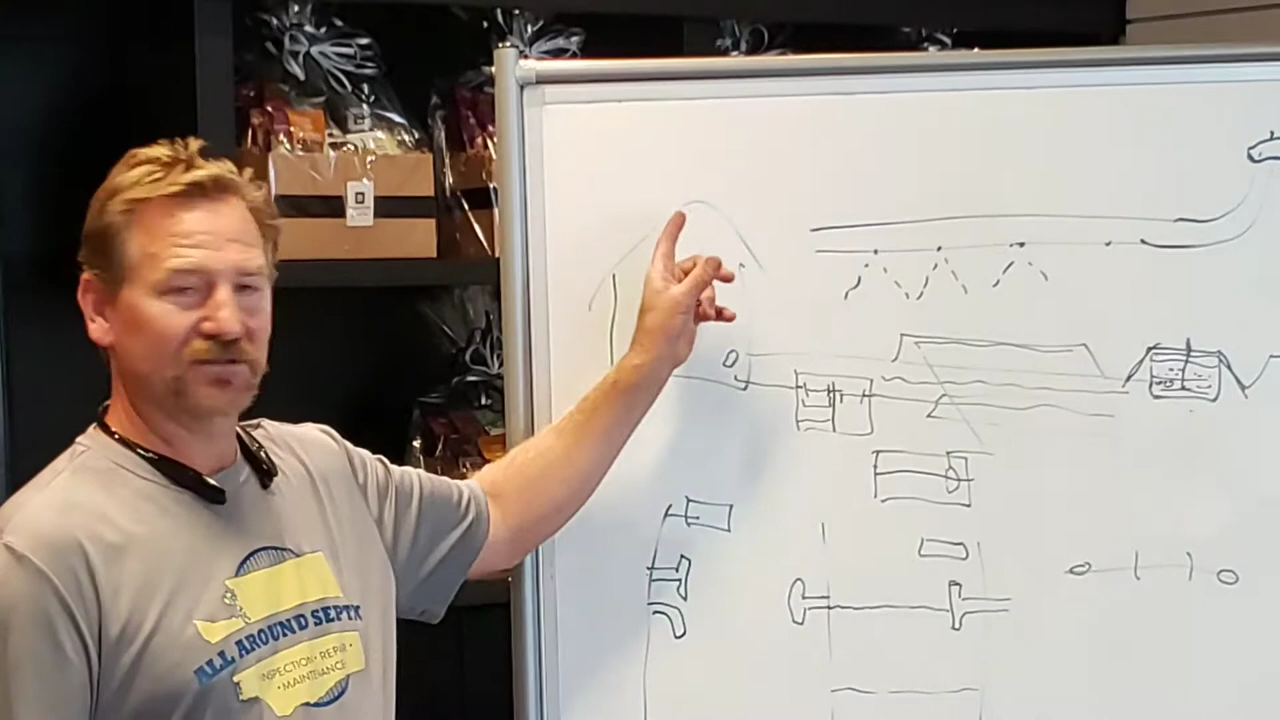 ALL AROUND SEPTIC
INSPECTION • REPAIR •
• MAINTENANCE